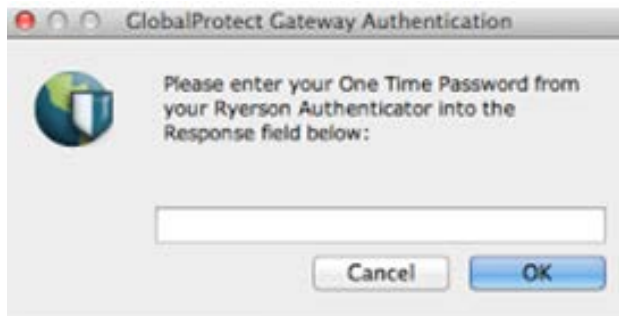 GlobalProtect Gateway Authentication
Please enter your One Time Password from
your Ryerson Authenticator into the
Response field below:
Cancel
OK